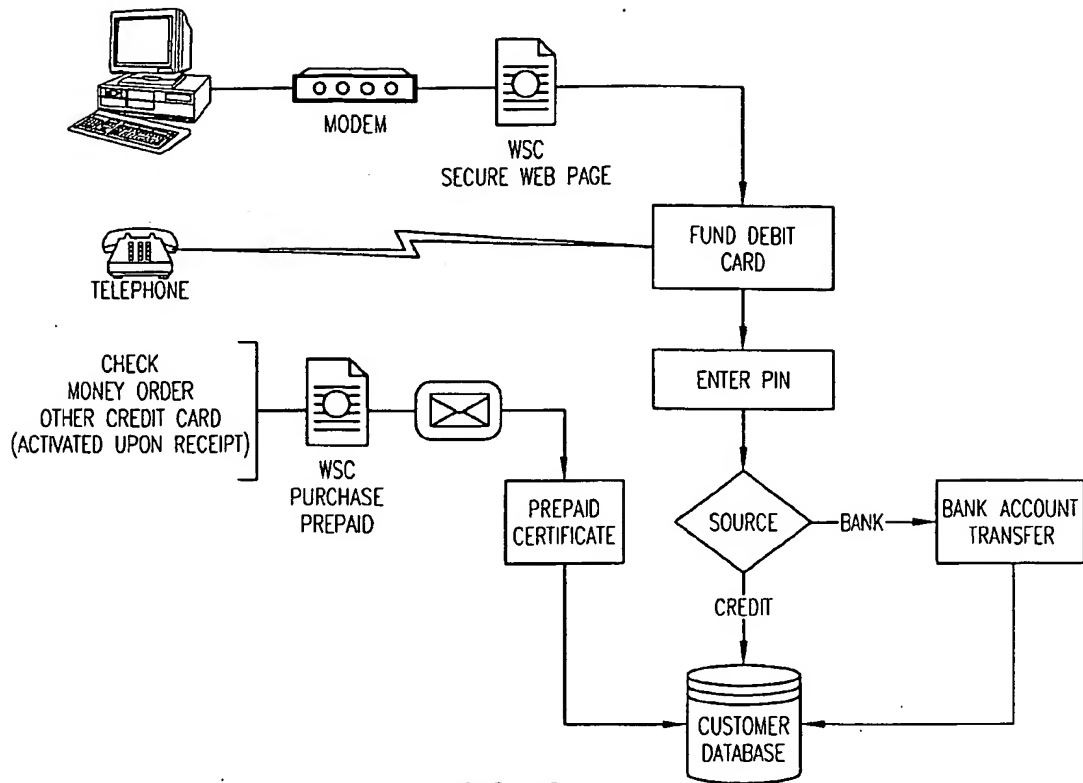 MODEM
WSC
SECURE WEB PAGE
TELEPHONE
FUND DEBIT
CARD
ENTER PIN
CHECK
MONEY ORDER
OTHER CREDIT CARD
(ACTIVATED UPON RECEIPT)
WSC
PURCHASE
PREPAID
PREPAID
CERTIFICATE
SOURCE
BANK
BANK ACCOUNT
TRANSFER
CREDIT
CUSTOMER
DATABASE